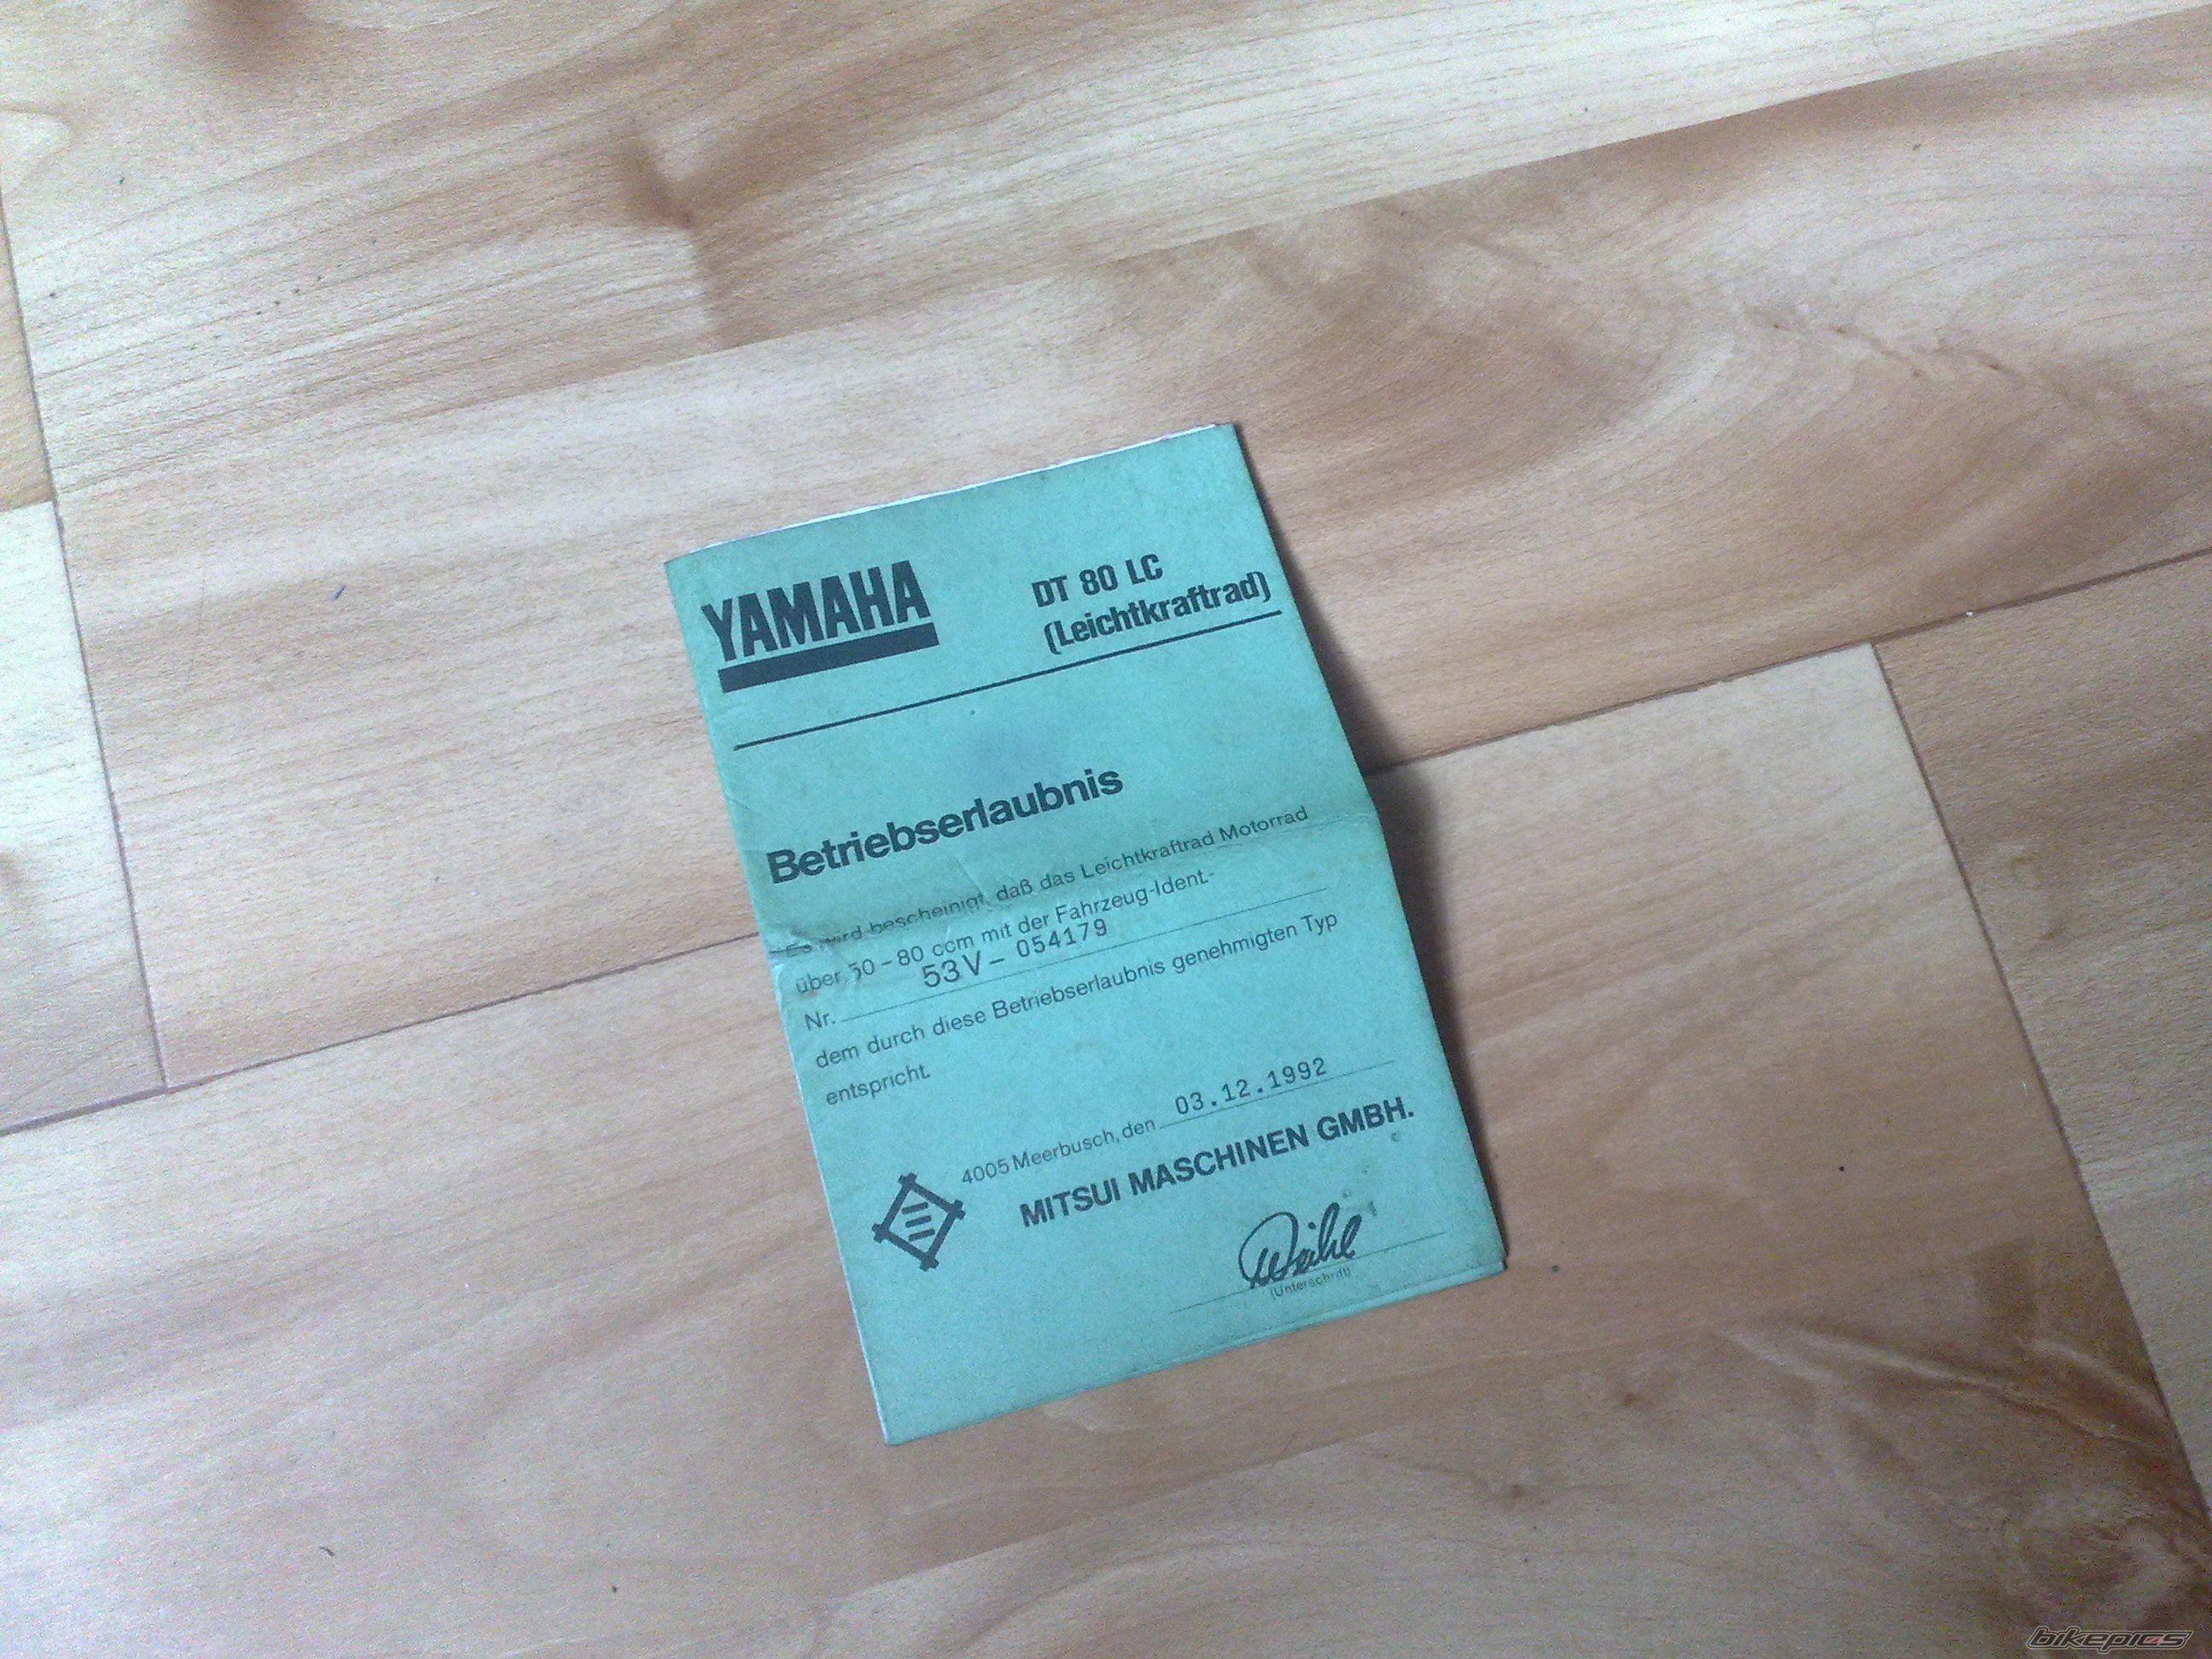 YAMAHA
DT 80 LC
(Leichtkraftrad)
Betriebserlaubnis
Es wird bescheinigt, daß das Leichtkraftrad Motorrad
über 50-80 ccm mit der Fahrzeug-Ident.-
Nr. 53V- 054179
dem durch diese Betriebserlaubnis genehmigten Typ
entspricht.
4005 Meerbusch, den 03.12.1992
MITSUI MASCHINEN GMBH.
(Unterschrift)
bikepics